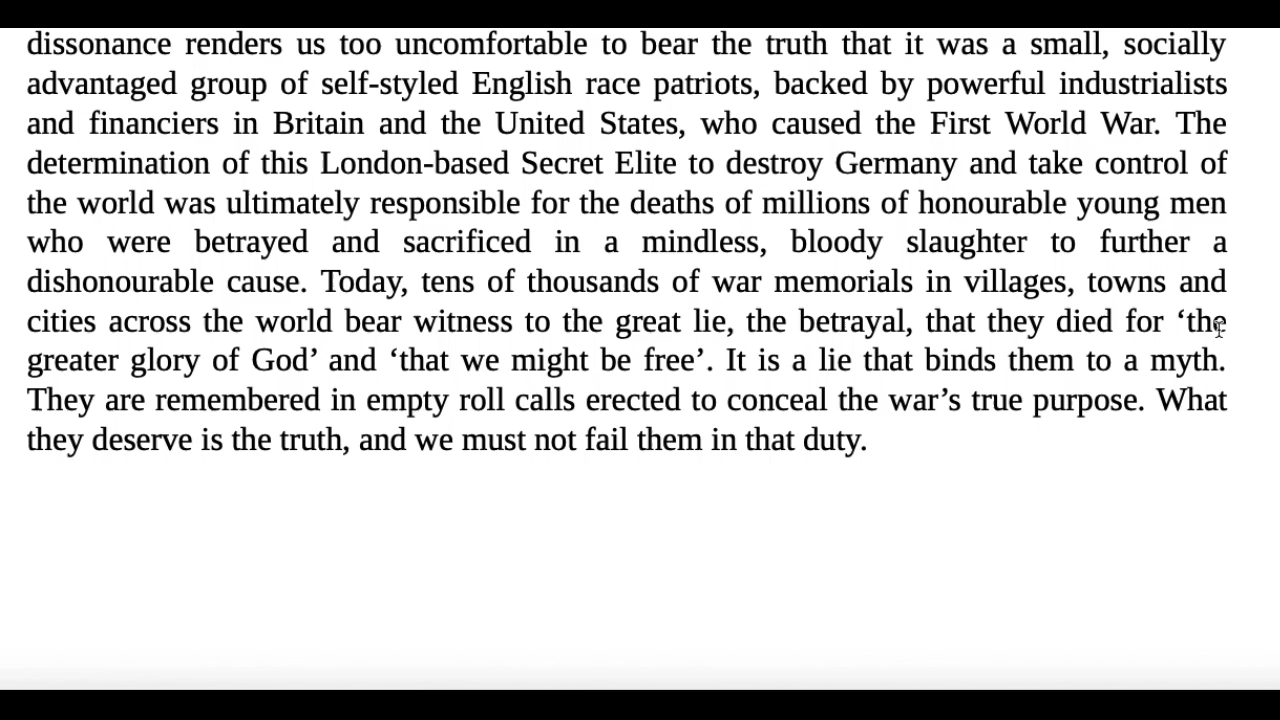 dissonance renders us too uncomfortable to bear the truth that it was a small, socially
advantaged group of self-styled English race patriots, backed by powerful industrialists
and financiers in Britain and the United States, who caused the First World War. The
determination of this London-based Secret Elite to destroy Germany and take control of
the world was ultimately responsible for the deaths of millions of honourable young men
who were betrayed and sacrificed in a mindless, bloody slaughter to further a
dishonourable cause. Today, tens of thousands of war memorials in villages, towns and
cities across the world bear witness to the great lie, the betrayal, that they died for ‘the
greater glory of God’ and ‘that we might be free’. It is a lie that binds them to a myth.
They are remembered in empty roll calls erected to conceal the war’s true purpose. What
they deserve is the truth, and we must not fail them in that duty.